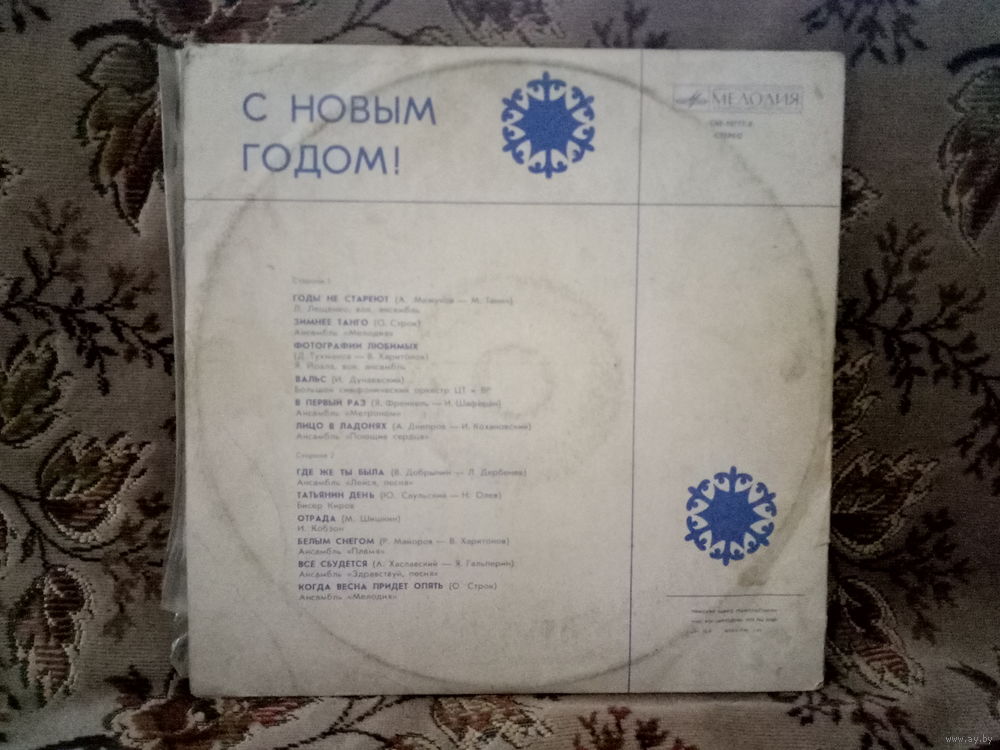 С НОВЫМ
ГОДОМ!
МЕЛОДИЯ
СТЕРЕО
Сторона 1
ГОДЫ НЕ СТАРЕЮТ (А. — М. Танич)
Л. Лещенко, вок. ансамбль
ЗИМНЕЕ ТАНГО (О. Строк)
Ансамбль «Мелодия»
ФОТОГРАФИИ ЛЮБИМЫХ
(Д. Тухманов — В. Харитонов)
Я. Йоала, вок. ансамбль
ВАЛЬС (И. Дунаевский)
Большой симфонический оркестр ЦТ и ВР
В ПЕРВЫЙ РАЗ (Я. Френкель — И. Шаферан)
Ансамбль «Метроном»
ЛИЦО В ЛАДОНЯХ (А. Днепров — И. Кохановский)
Ансамбль «Поющие сердца»
Сторона 2
ГДЕ ЖЕ ТЫ БЫЛА (В. Добрынин — Л. Дербенев)
Ансамбль «Лейся, песня»
ТАТЬЯНИН ДЕНЬ (Ю. Саульский — Н. Олев)
Бисер Киров
ОТРАДА (М. Шишкин)
И. Кобзон
БЕЛЫМ СНЕГОМ (Р. Майоров — В. Харитонов)
Ансамбль «Пламя»
ВСЕ СБУДЕТСЯ (А. Хаславский — Я. Гальперин)
Ансамбль «Здравствуй, песня»
КОГДА ВЕСНА ПРИДЕТ ОПЯТЬ (О. Строк)
Ансамбль «Мелодия»
www.ay.by